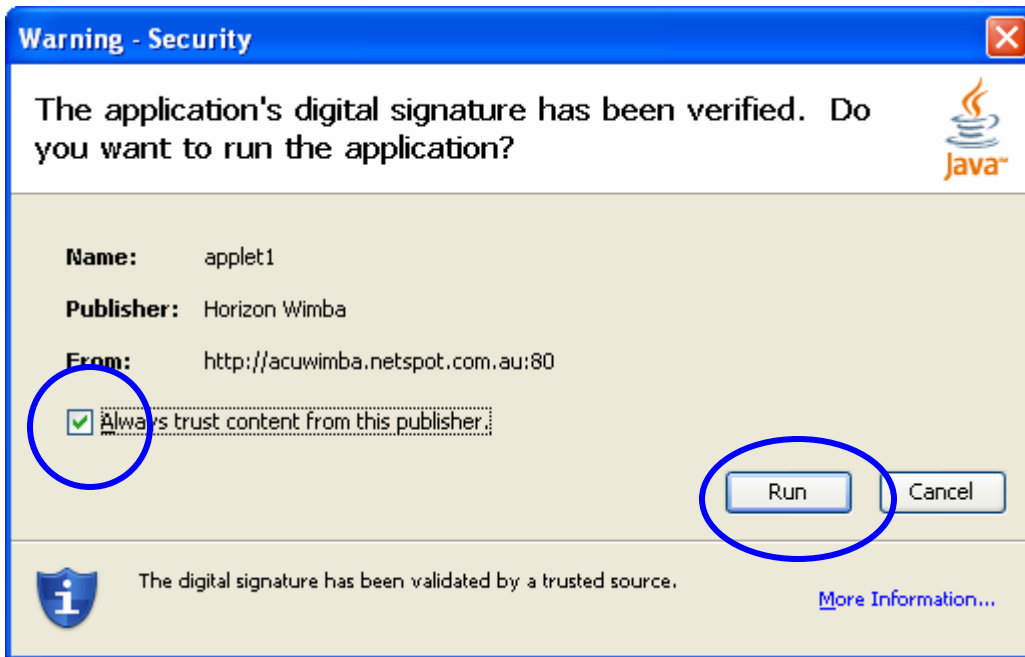 Warning - Security
The application's digital signature has been verified. Do
you want to run the application?
Java™
Name: applet1
Publisher: Horizon Wimba
From: http://acuwimba.netspot.com.au:80
Always trust content from this publisher.
Run Cancel
The digital signature has been validated by a trusted source.
More Information...